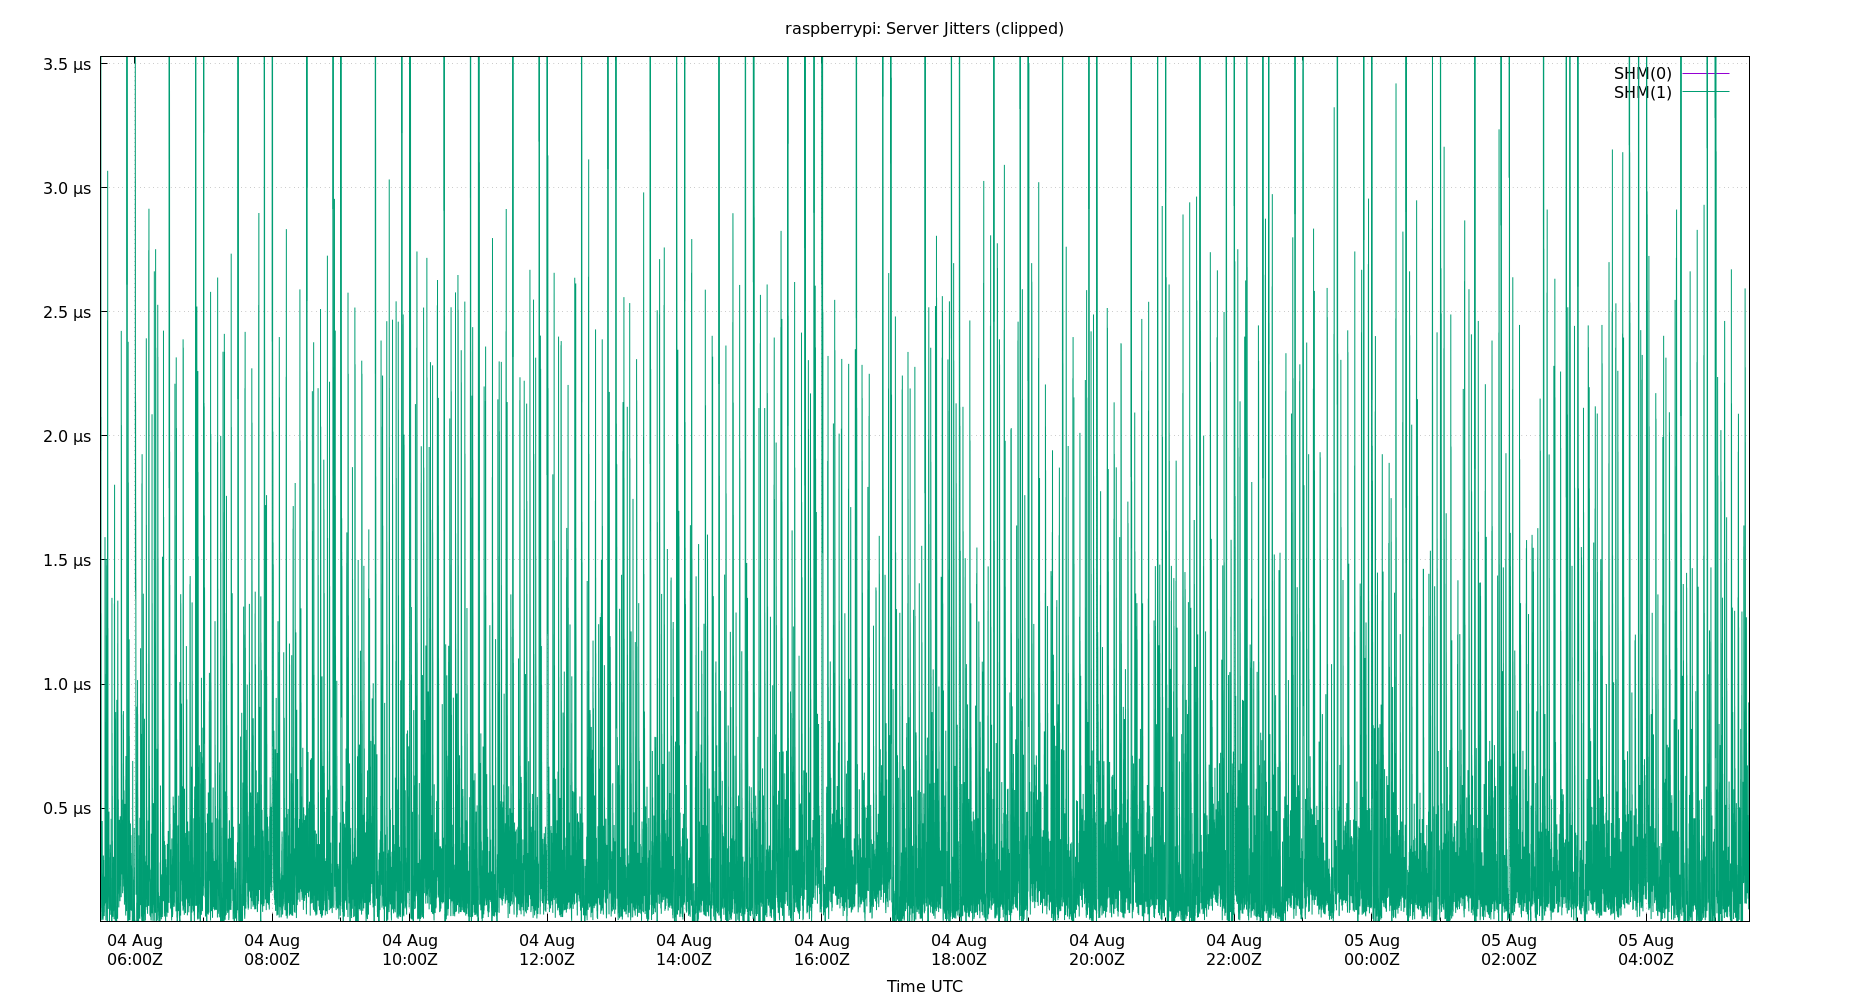 raspberrypi: Server Jitters (clipped)
3.5 µs
3.0 µs
2.5 µs
2.0 µs
1.5 µs
1.0 µs
0.5 µs
SHM(0)
SHM(1)
04 Aug 04 Aug 04 Aug 04 Aug 04 Aug 04 Aug 04 Aug 04 Aug 04 Aug 05 Aug 05 Aug 05 Aug
06:00Z 08:00Z 10:00Z 12:00Z 14:00Z 16:00Z 18:00Z 20:00Z 22:00Z 00:00Z 02:00Z 04:00Z
Time UTC